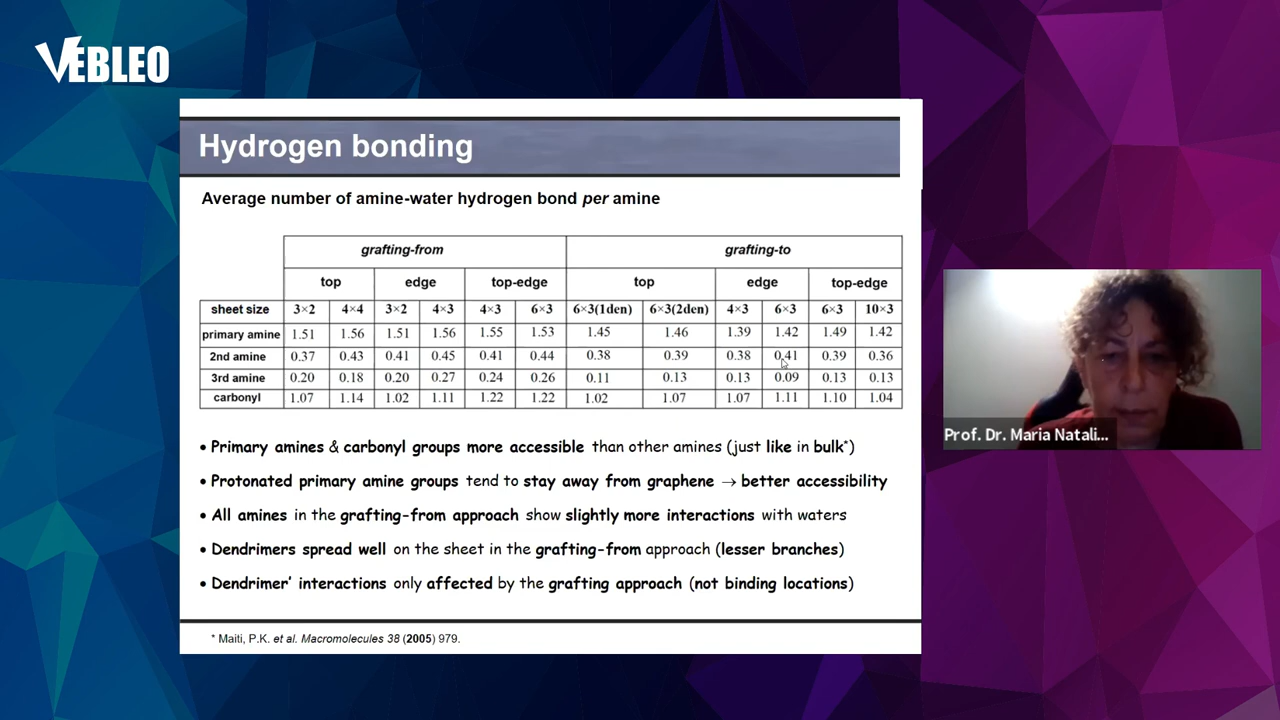 VEBLEO
Hydrogen bonding
Average number of amine-water hydrogen bond per amine
grafting-from grafting-to
top edge top-edge top edge top-edge
sheet size 3×2 4×4 3×2 4×3 4×3 6×3 6×3(1den) 6×3(2den) 4×3 6×3 6×3 10×3
primary amine 1.51 1.56 1.51 1.56 1.55 1.53 1.45 1.46 1.39 1.42 1.49 1.42
2nd amine 0.37 0.43 0.41 0.45 0.41 0.44 0.38 0.39 0.38 0.41 0.39 0.36
3rd amine 0.20 0.18 0.20 0.27 0.24 0.26 0.11 0.13 0.13 0.09 0.13 0.13
carbonyl 1.07 1.14 1.02 1.11 1.22 1.22 1.02 1.07 1.07 1.11 1.10 1.04
• Primary amines & carbonyl groups more accessible than other amines (just like in bulk*)
• Protonated primary amine groups tend to stay away from graphene → better accessibility
• All amines in the grafting-from approach show slightly more interactions with waters
• Dendrimers spread well on the sheet in the grafting-from approach (lesser branches)
• Dendrimer' interactions only affected by the grafting approach (not binding locations)
* Maiti, P.K. et al. Macromolecules 38 (2005) 979.
Prof. Dr. Maria Natali...